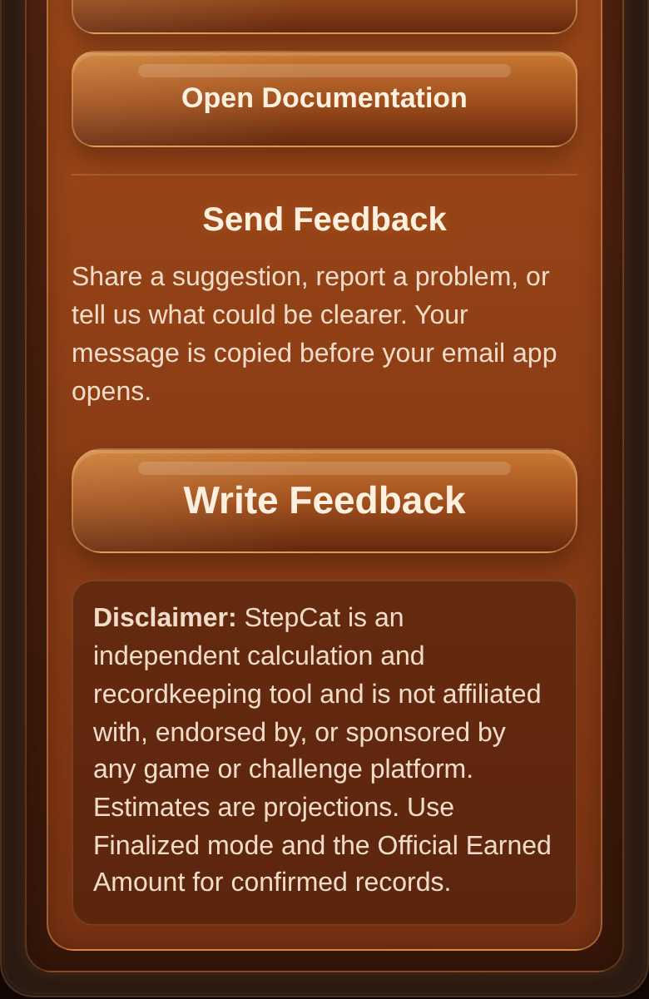 Open Documentation
Send Feedback
Share a suggestion, report a problem, or
tell us what could be clearer. Your
message is copied before your email app
opens.
Write Feedback
Disclaimer: StepCat is an
independent calculation and
recordkeeping tool and is not affiliated
with, endorsed by, or sponsored by
any game or challenge platform.
Estimates are projections. Use
Finalized mode and the Official Earned
Amount for confirmed records.